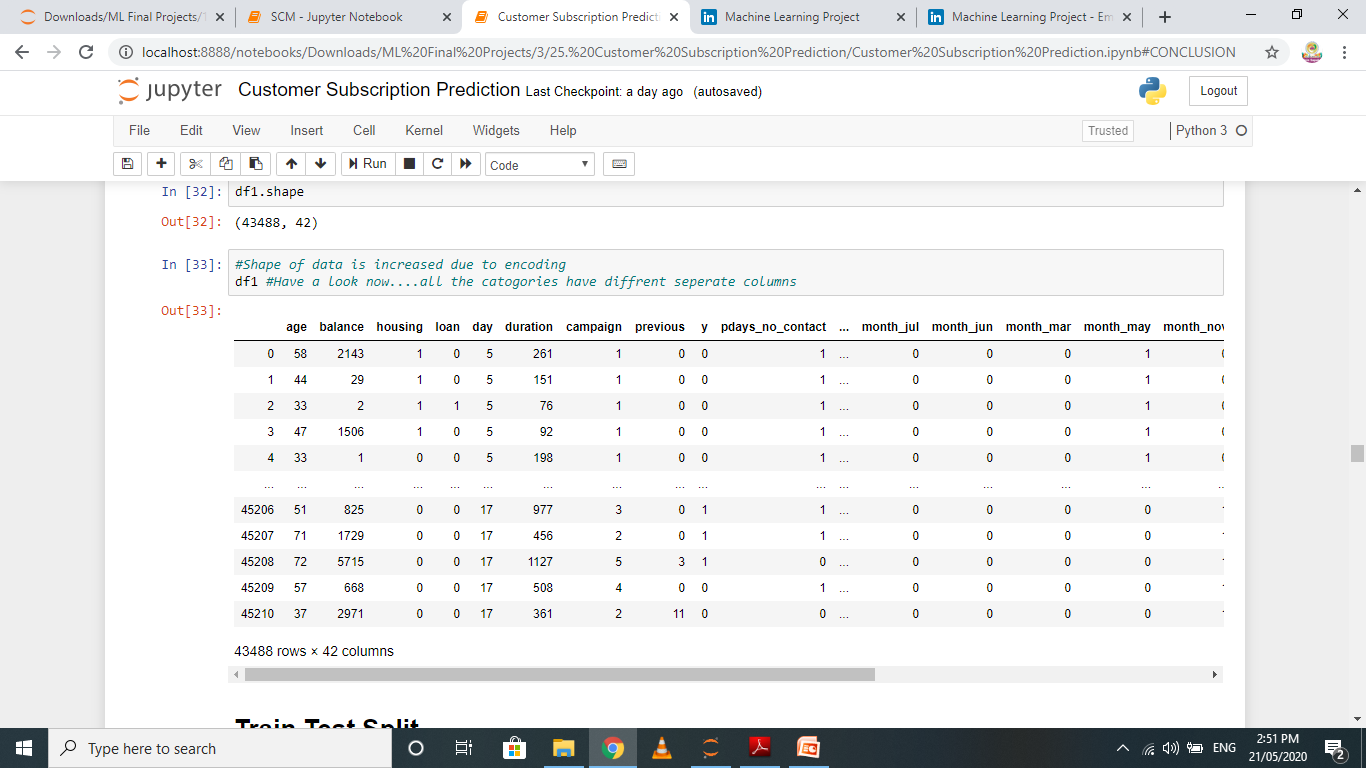 Downloads/ML Final Projects/
SCM - Jupyter Notebook
Customer Subscription Predict
Machine Learning Project
Machine Learning Project - Em
localhost:8888/notebooks/Downloads/ML%20Final%20Projects/3/25.%20Customer%20Subscription%20Prediction/Customer%20Subscription%20Prediction.ipynb#CONCLUSION
jupyter Customer Subscription Prediction Last Checkpoint: a day ago (autosaved) Logout
File Edit View Insert Cell Kernel Widgets Help Trusted Python 3
Run Code
In [32]: df1.shape
Out[32]: (43488, 42)
In [33]: #Shape of data is increased due to encoding
df1 #Have a look now....all the catogories have diffrent seperate columns
Out[33]:
age balance housing loan day duration campaign previous y pdays_no_contact ... month_jul month_jun month_mar month_may month_nov
0 58 2143 1 0 5 261 1 0 0 1 ... 0 0 0 1
1 44 29 1 0 5 151 1 0 0 1 ... 0 0 0 1
2 33 2 1 1 5 76 1 0 0 1 ... 0 0 0 1
3 47 1506 1 0 5 92 1 0 0 1 ... 0 0 0 1
4 33 1 0 0 5 198 1 0 0 1 ... 0 0 0 1
... ... ... ... ... ... ... ... ... ... ... ... ... ... ... ... ...
45206 51 825 0 0 17 977 3 0 1 1 ... 0 0 0 0
45207 71 1729 0 0 17 456 2 0 1 1 ... 0 0 0 0
45208 72 5715 0 0 17 1127 5 3 1 0 ... 0 0 0 0
45209 57 668 0 0 17 508 4 0 0 1 ... 0 0 0 0
45210 37 2971 0 0 17 361 2 11 0 0 ... 0 0 0 0
43488 rows × 42 columns
Train Test Split
Type here to search
ENG
2:51 PM
21/05/2020
2